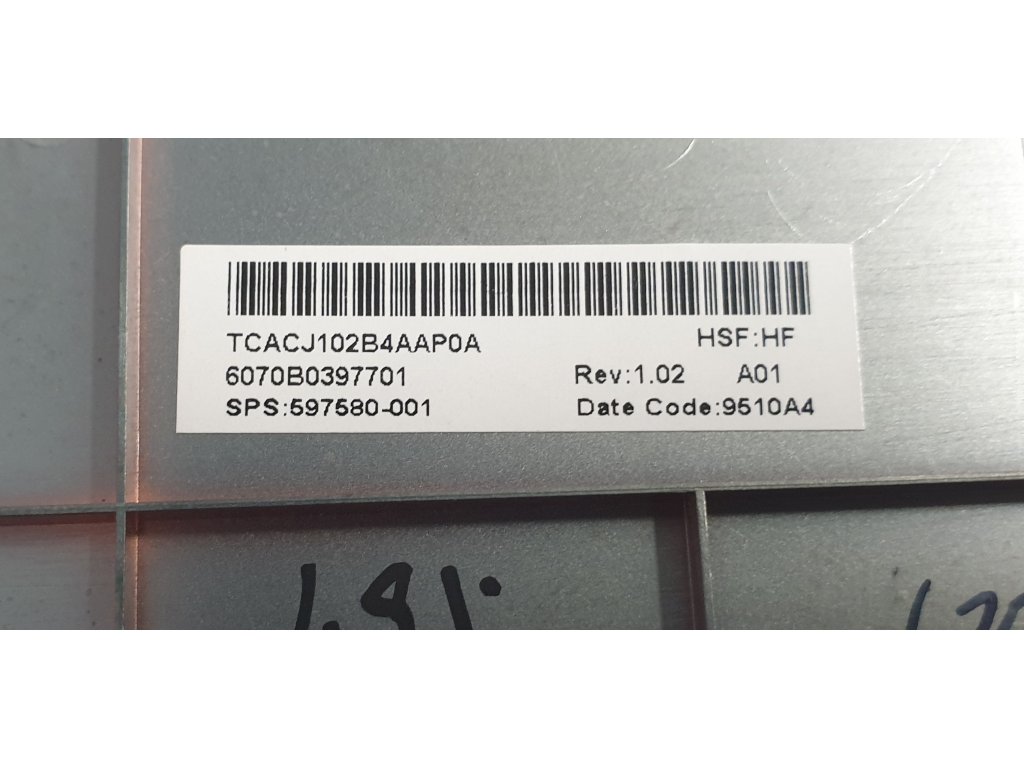 TCACJ102B4AAP0A HSF:HF
6070B0397701 Rev:1.02 A01
SPS:597580-001 Date Code:9510A4